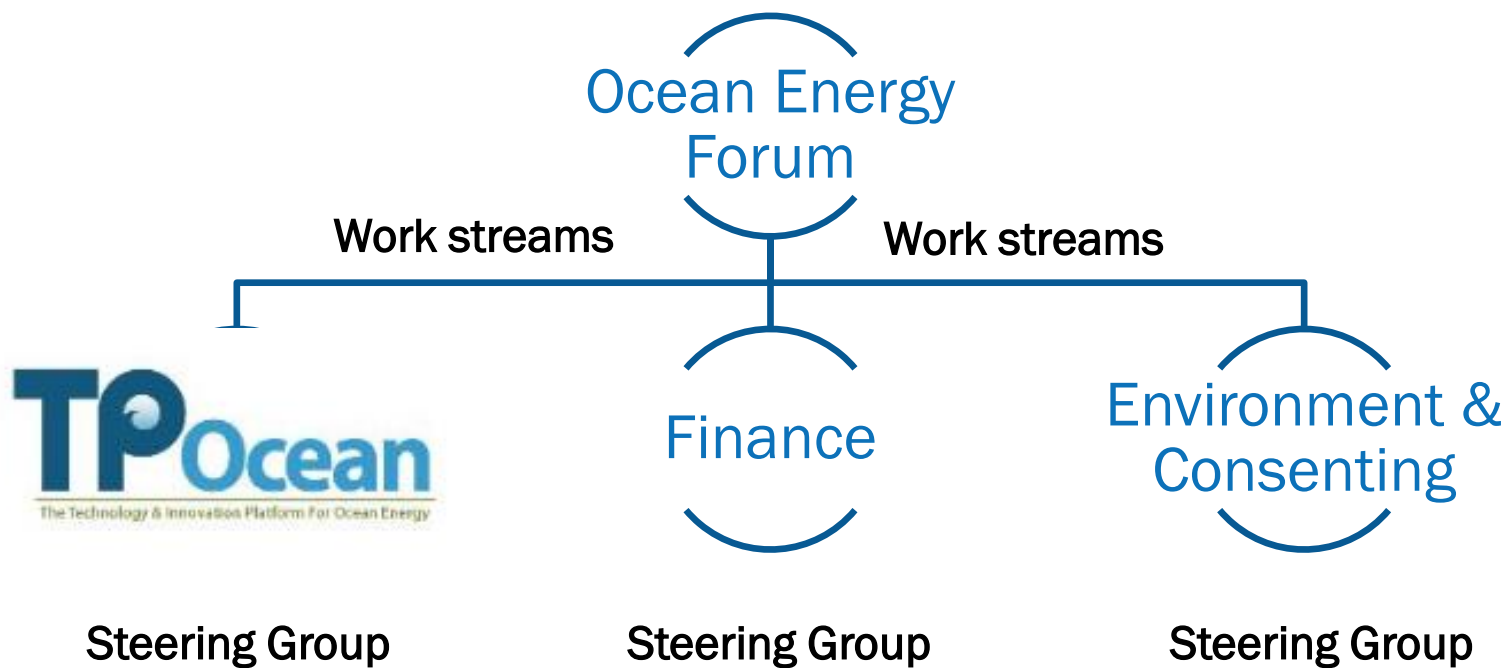 Ocean Energy
Forum
Work streams
Work streams
TPOcean
The Technology & Innovation Platform For Ocean Energy
Finance
Environment &
Consenting
Steering Group
Steering Group
Steering Group